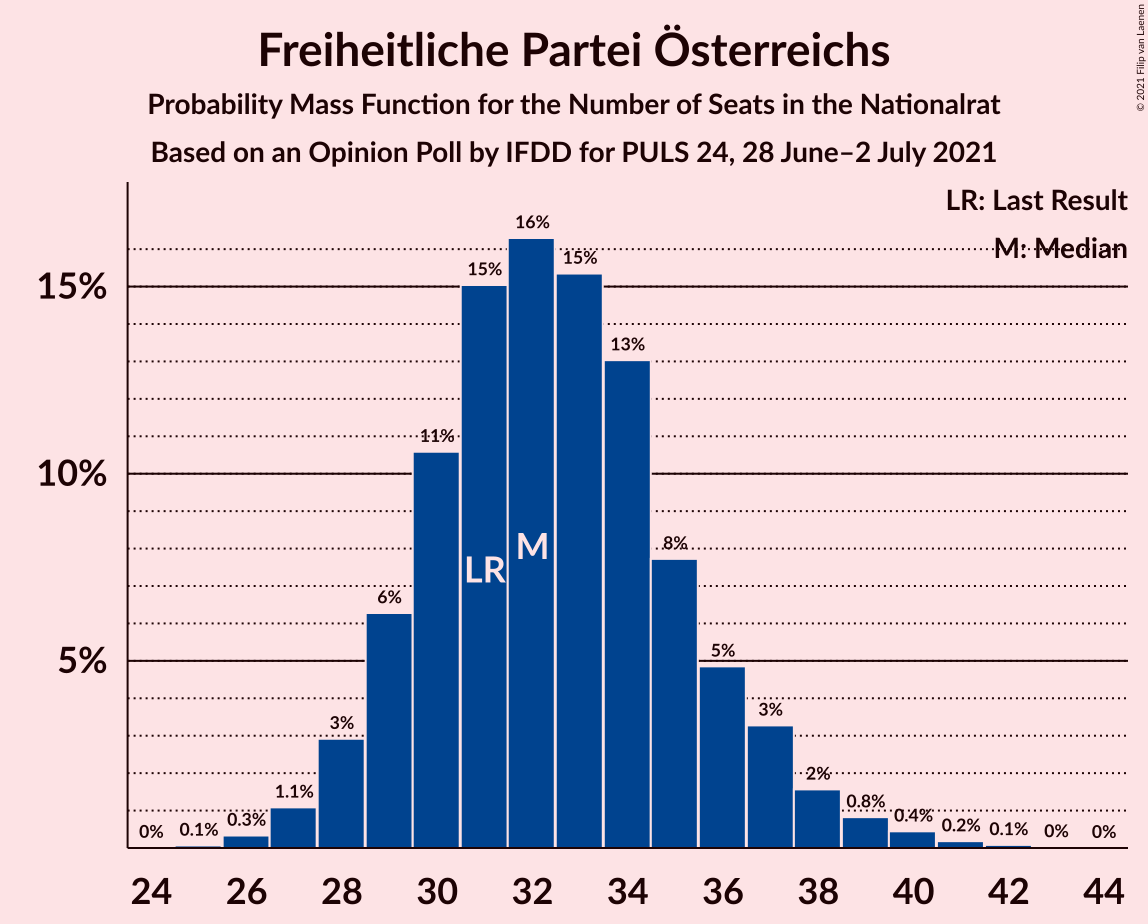 Freiheitliche Partei Österreichs
Probability Mass Function for the Number of Seats in the Nationalrat
Based on an Opinion Poll by IFDD for PULS 24, 28 June–2 July 2021
© 2021 Filip van Laenen
LR: Last Result
M: Median
15%
10%
5%
0%
0.1%
0.3%
1.1%
3%
6%
11%
15%
16%
15%
13%
8%
5%
3%
2%
0.8%
0.4%
0.2%
0.1%
0%
0%
LR
M
24 26 28 30 32 34 36 38 40 42 44